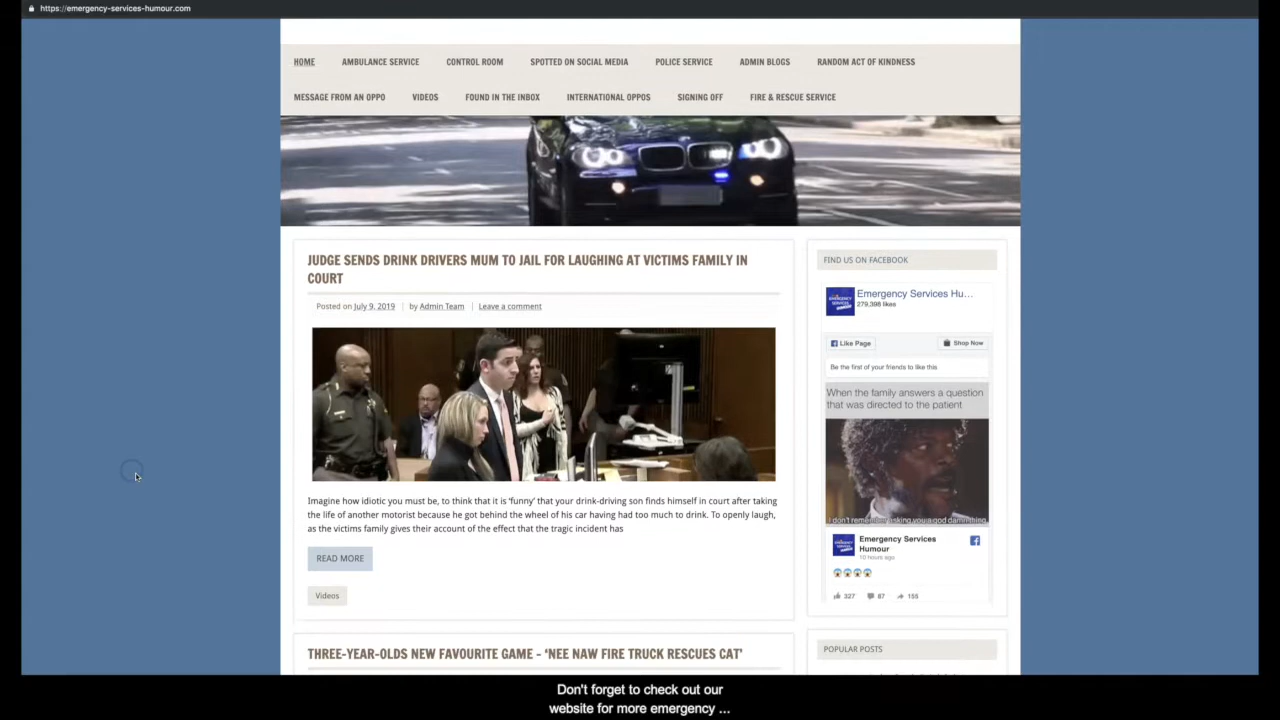 https://emergency-services-humour.com
HOME AMBULANCE SERVICE CONTROL ROOM SPOTTED ON SOCIAL MEDIA POLICE SERVICE ADMIN BLOGS RANDOM ACT OF KINDNESS
MESSAGE FROM AN OPPO VIDEOS FOUND IN THE INBOX INTERNATIONAL OPPOS SIGNING OFF FIRE & RESCUE SERVICE
JUDGE SENDS DRINK DRIVERS MUM TO JAIL FOR LAUGHING AT VICTIMS FAMILY IN
COURT
Posted on July 9, 2019 | by Admin Team | Leave a comment
Imagine how idiotic you must be, to think that it is ‘funny’ that your drink-driving son finds himself in court after taking
the life of another motorist because he got behind the wheel of his car having had too much to drink. To openly laugh,
as the victims family gives their account of the effect that the tragic incident has
READ MORE
Videos
THREE-YEAR-OLDS NEW FAVOURITE GAME – ‘NEE NAW FIRE TRUCK RESCUES CAT’
FIND US ON FACEBOOK
Emergency Services Hu...
279,398 likes
Like Page
Shop Now
Be the first of your friends to like this
When the family answers a question
that was directed to the patient
I don't remember asking you a god damn thing
Emergency Services
Humour
10 hours ago
327 87 155
POPULAR POSTS
Don't forget to check out our
website for more emergency ...